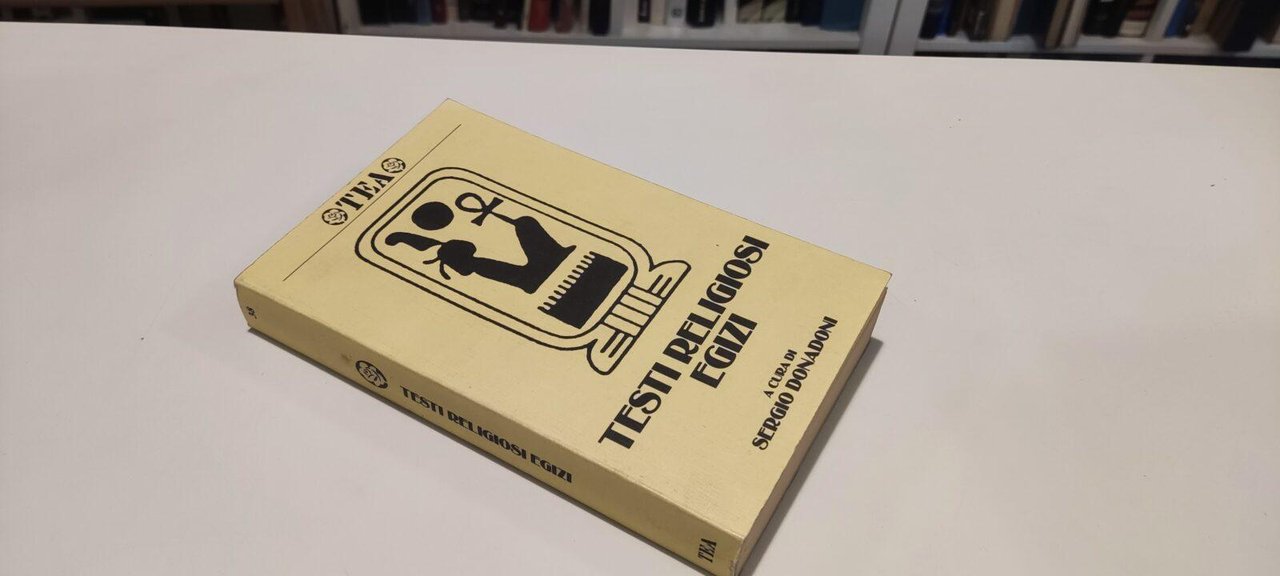 TEA
TESTI RELIGIOSI
EGIZI
A CURA DI
SERGIO DONADONI
TESTI RELIGIOSI EGIZI
TEA